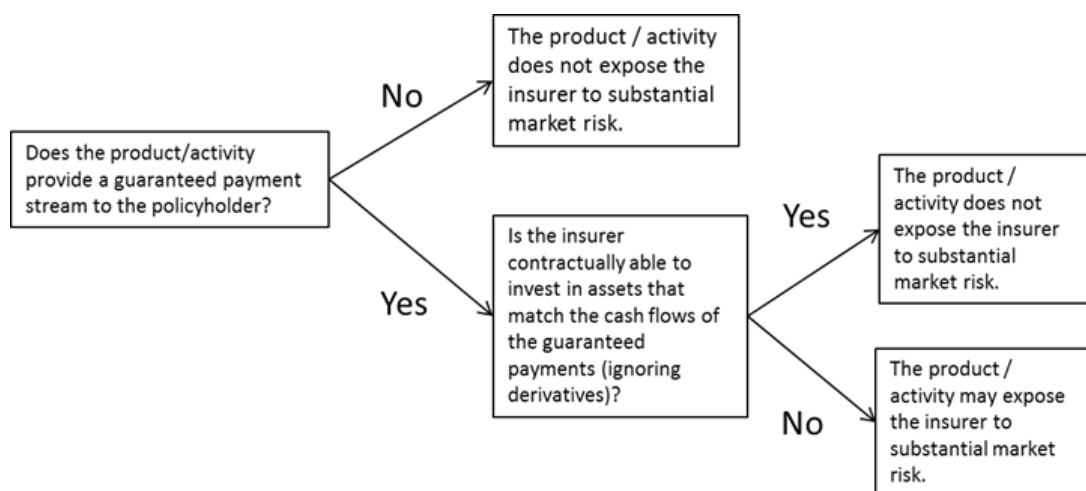 The product / activity
does not expose the
insurer to substantial
market risk.
No
Does the product/activity
provide a guaranteed payment
stream to the policyholder?
Yes
Is the insurer
contractually able to
invest in assets that
match the cash flows of
the guaranteed
payments (ignoring
derivatives)?
Yes
The product /
activity does not
expose the insurer
to substantial
market risk.
No
The product /
activity may expose
the insurer to
substantial market
risk.